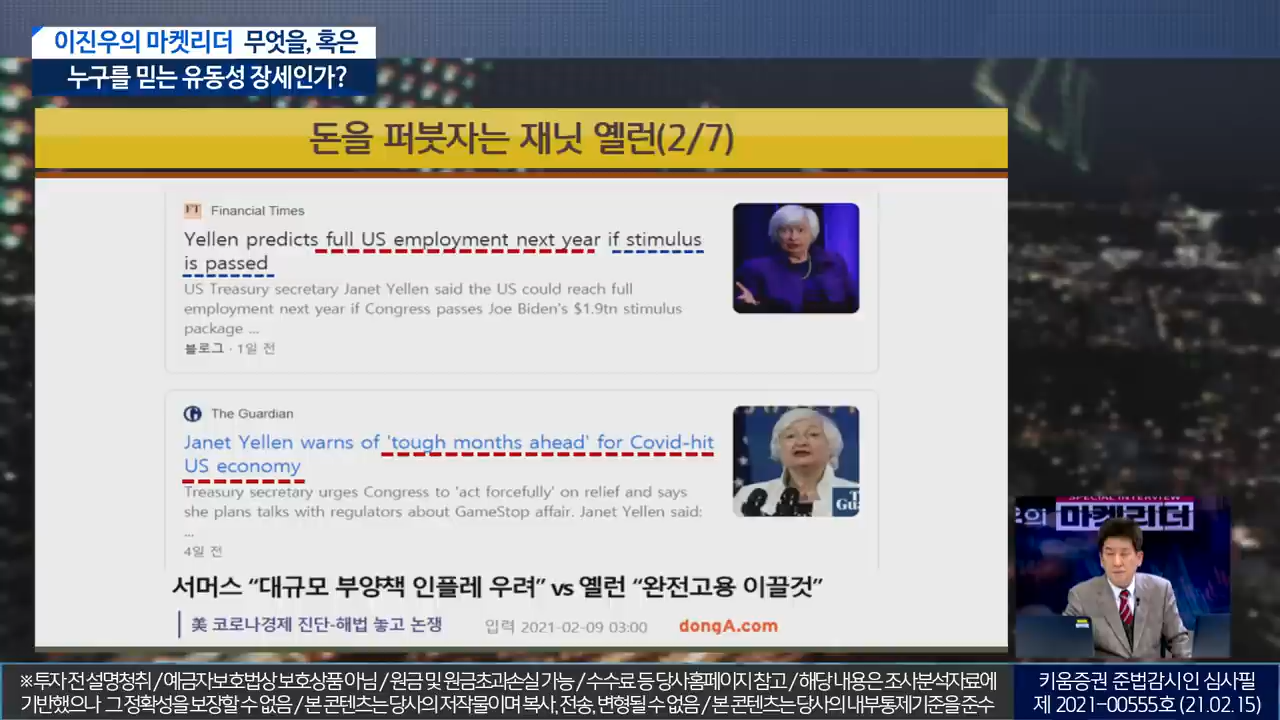 이진우의 마켓리더 무엇을, 혹은
누구를 믿는 유동성 장세인가?
돈을 퍼붓자는 재닛 옐런(2/7)
FT Financial Times
Yellen predicts full US employment next year if stimulus
is passed
US Treasury secretary Janet Yellen said the US could reach full
employment next year if Congress passes Joe Biden's $1.9tn stimulus
package ...
블로그 · 1일 전
The Guardian
Janet Yellen warns of 'tough months ahead' for Covid-hit
US economy
Treasury secretary urges Congress to 'act forcefully' on relief and says
she plans talks with regulators about GameStop affair. Janet Yellen said:
...
4일 전
서머스 “대규모 부양책 인플레 우려” vs 옐런 “완전고용 이끌것”
美 코로나경제 진단-해법 놓고 논쟁 입력 2021-02-09 03:00 dongA.com
SPECIAL INTERVIEW
우의 마켓리더
※투자 전 설명청취 / 예금자보호법상 보호상품 아님 / 원금 및 원금초과손실 가능 / 수수료 등 당사홈페이지 참고 / 해당 내용은 조사분석자료에
기반했으나 그 정확성을 보장할 수 없음 / 본 콘텐츠는 당사의 저작물이며 복사, 전송, 변형될 수 없음 / 본 콘텐츠는 당사의 내부통제기준을 준수
키움증권 준법감시인 심사필
제 2021-00555호 (21.02.15)